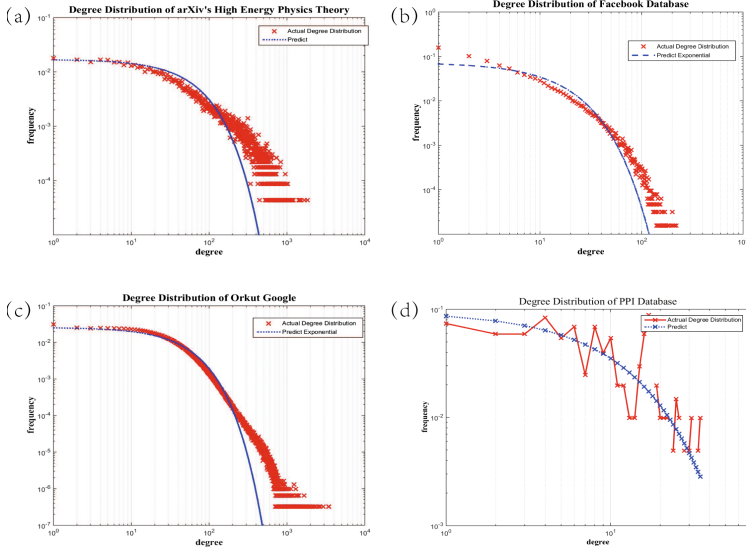 (a)
Degree Distribution of arXiv's High Energy Physics Theory
Actual Degree Distribution
Predict
10^-1
10^-2
10^-3
10^-4
frequency
10^0
10^1
10^2
10^3
10^4
degree
(b)
Degree Distribution of Facebook Database
Actual Degree Distribution
Predict Exponential
10^0
10^-1
10^-2
10^-3
10^-4
frequency
10^0
10^1
10^2
10
degree
(c)
Degree Distribution of Orkut Google
Actual Degree Distribution
Predict Exponential
10^-1
10^-2
10^-3
10^-4
10^-5
10^-6
10^-7
frequency
10^0
10^1
10^2
10^3
10^4
degree
(d)
Degree Distribution of PPI Database
Actual Degree Distribution
Predict
10^-1
10^-2
10^-3
frequency
10^0
10^1
degree